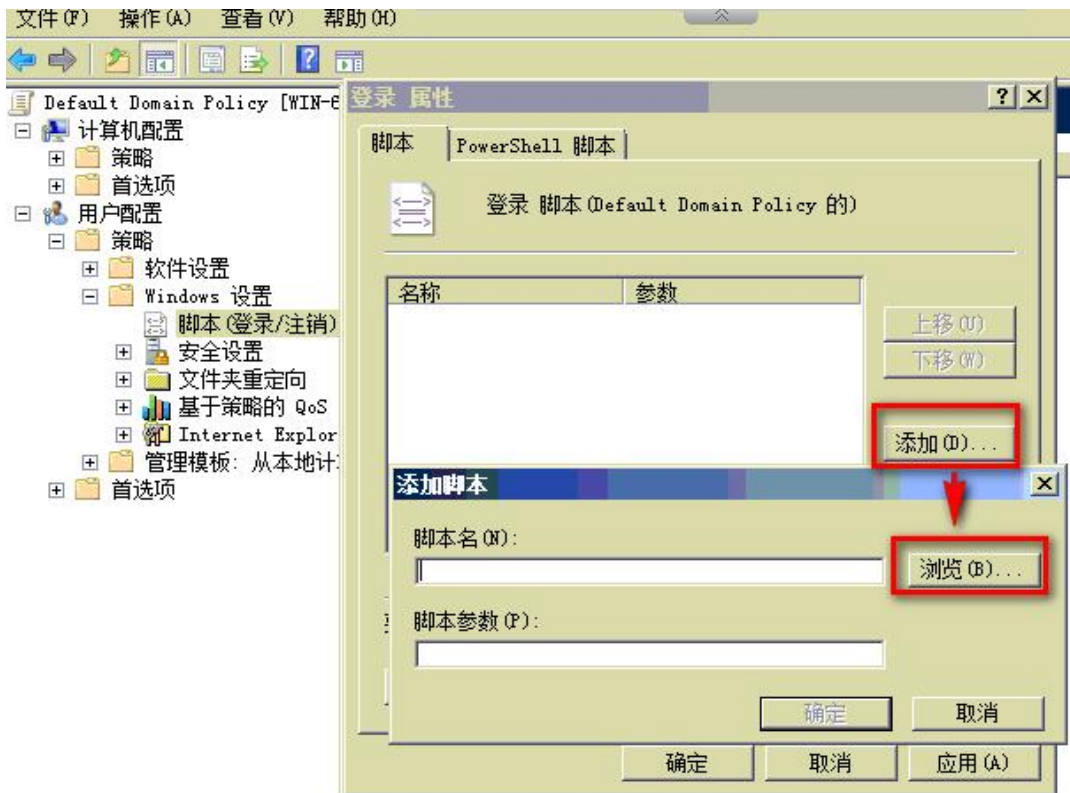 文件(F) 操作(A) 查看(V) 帮助(H)
Default Domain Policy [WIN-6
计算机配置
策略
首选项
用户配置
策略
软件设置
Windows 设置
脚本(登录/注销)
安全设置
文件夹重定向
基于策略的 QoS
Internet Explor
管理模板: 从本地计
首选项
登录 属性
脚本 PowerShell 脚本
登录 脚本(Default Domain Policy 的)
名称 参数
上移(U)
下移(W)
添加(D)...
添加脚本
脚本名(N):
浏览(B)...
脚本参数(P):
确定 取消
确定 取消 应用(A)